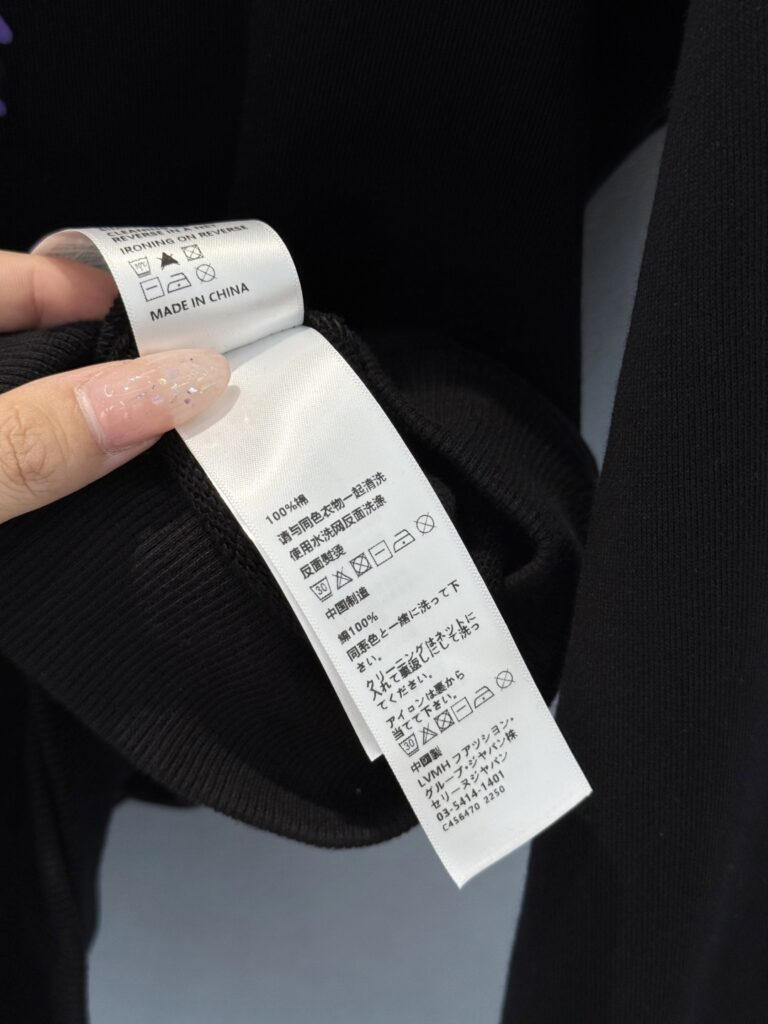 REVERSE IN A NE
IRONING ON REVERSE
MADE IN CHINA
100%棉
请与同色衣物一起清洗
使用水洗网反面洗涤
反面熨烫
30
中国制造
綿100%
同系色と一緒に洗って下
さい。
クリーニングはネットに
入れて裏返しにして洗っ
てください。
アイロンは裏から
当てて下さい。
30
中国製
LVMH ファツション・
グループ・ジャパン株
セリーヌジャパン
03-5414-1401
C456470 2250